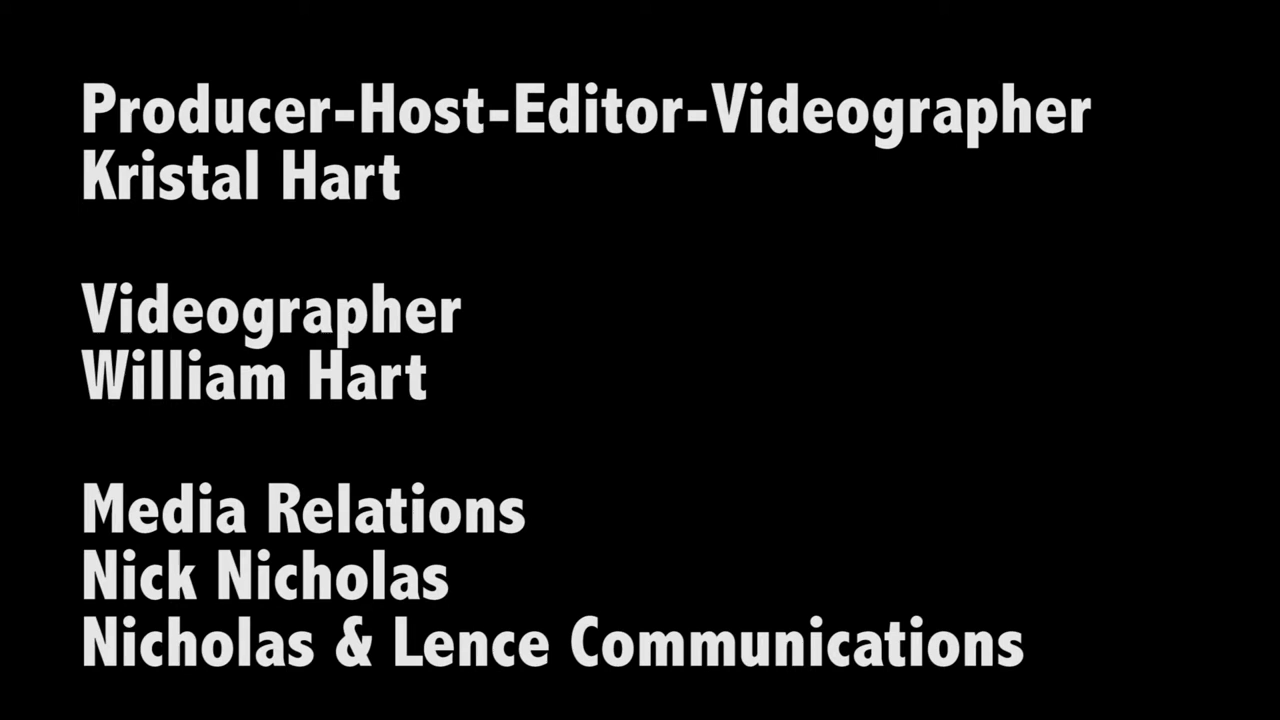 Producer-Host-Editor-Videographer
Kristal Hart
Videographer
William Hart
Media Relations
Nick Nicholas
Nicholas & Lence Communications